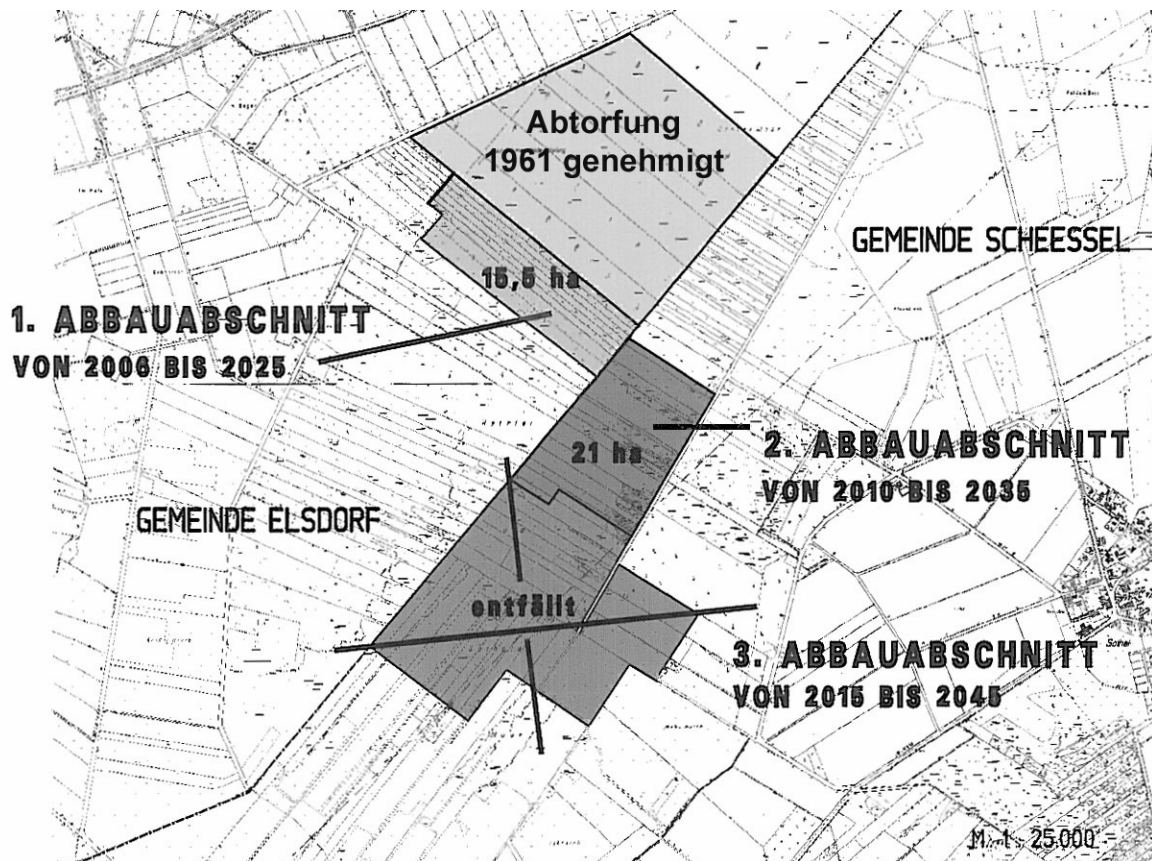 Abtorfung
1961 genehmigt
GEMEINDE SCHEESSEL
15,5 ha
1. ABBAUABSCHNITT
VON 2006 BIS 2025
21 ha
2. ABBAUABSCHNITT
VON 2010 BIS 2035
GEMEINDE ELSDORF
entfällt
3. ABBAUABSCHNITT
VON 2015 BIS 2045
M. 1: 25.000